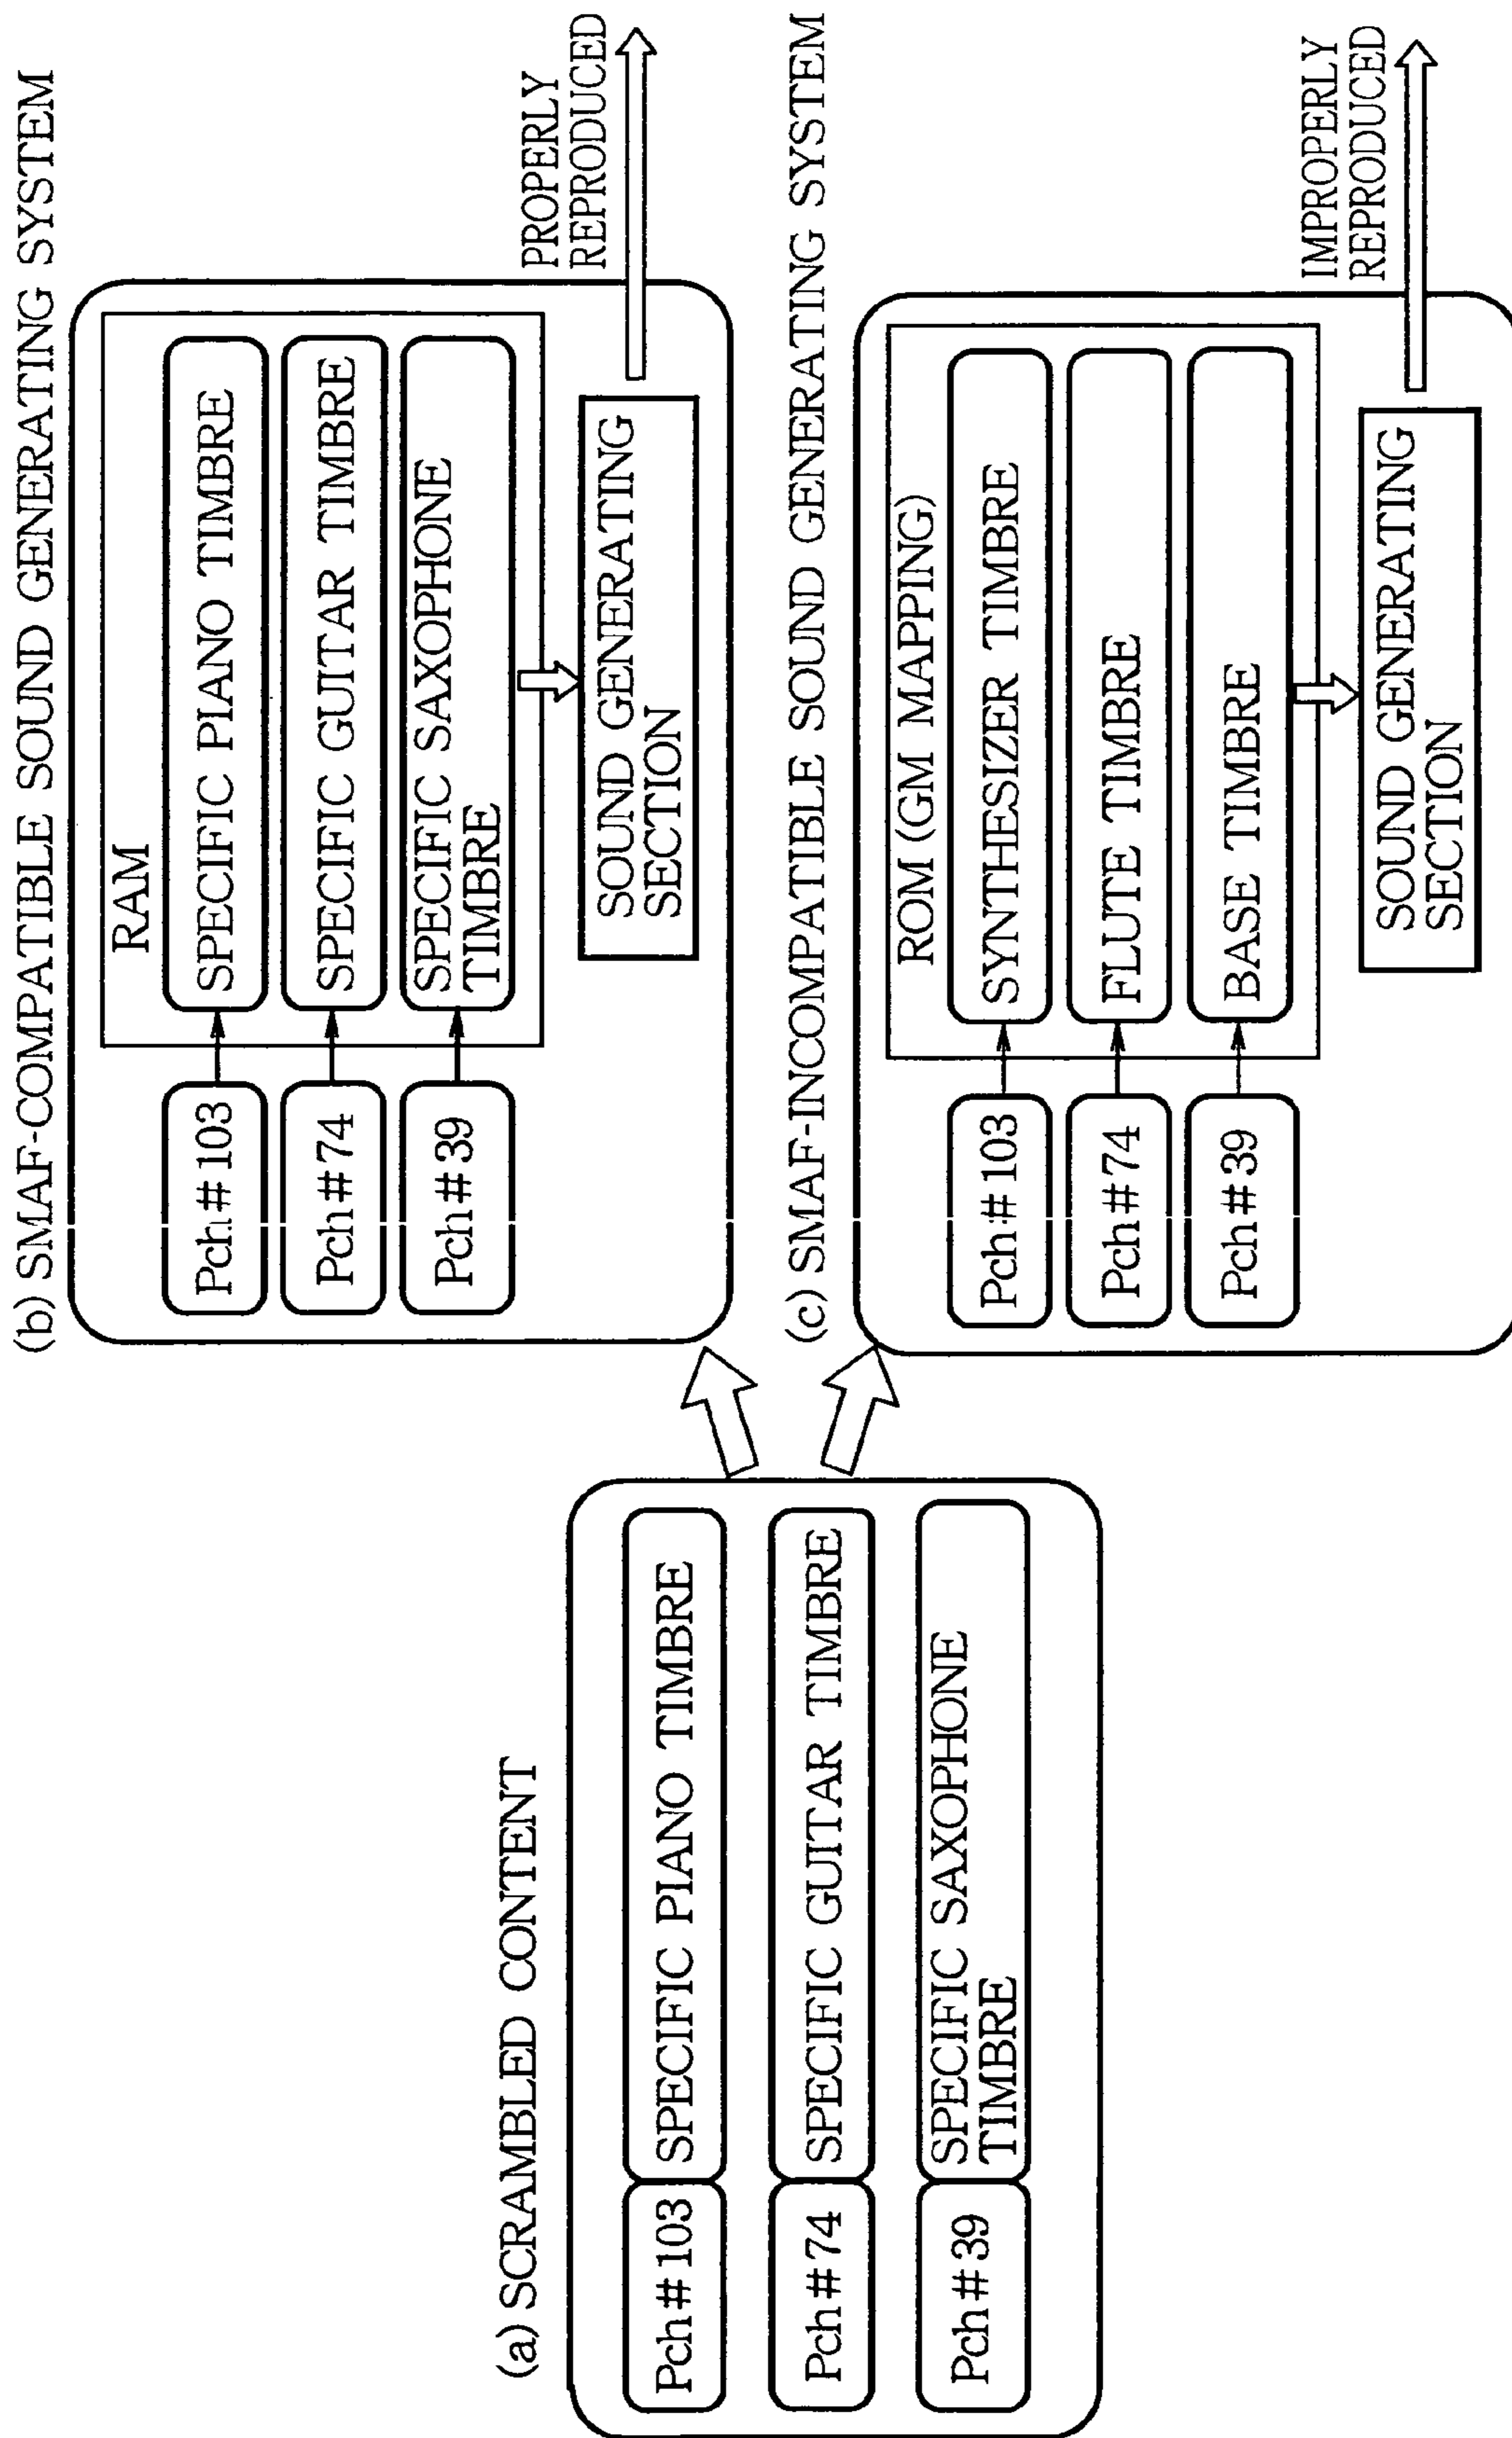 (a) SCRAMBLED CONTENT
Pch#103
SPECIFIC PIANO TIMBRE
Pch#74
SPECIFIC GUITAR TIMBRE
Pch#39
SPECIFIC SAXOPHONE
TIMBRE
(b) SMAF-COMPATIBLE SOUND GENERATING SYSTEM
RAM
Pch#103
SPECIFIC PIANO TIMBRE
Pch#74
SPECIFIC GUITAR TIMBRE
Pch#39
SPECIFIC SAXOPHONE
TIMBRE
SOUND GENERATING
SECTION
PROPERLY
REPRODUCED
(c) SMAF-INCOMPATIBLE SOUND GENERATING SYSTEM
ROM (GM MAPPING)
Pch#103
SYNTHESIZER TIMBRE
Pch#74
FLUTE TIMBRE
Pch#39
BASE TIMBRE
SOUND GENERATING
SECTION
IMPROPERLY
REPRODUCED